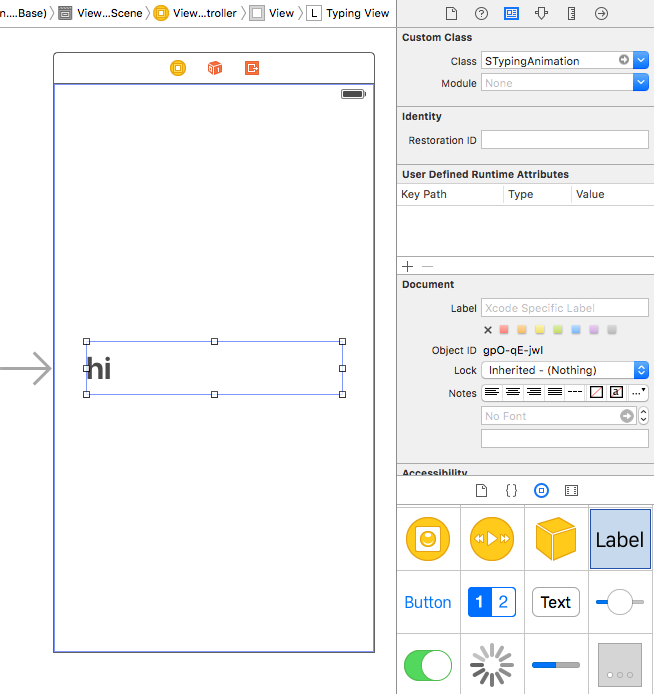 n....Base)
View...Scene
View...troller
View
L Typing View
Custom Class
Class STypingAnimation
Module None
Identity
Restoration ID
User Defined Runtime Attributes
Key Path Type Value
Document
Label Xcode Specific Label
Object ID gpO-qE-jwI
Lock Inherited - (Nothing)
Notes
a
No Font
Accessibility
hi
Label
Button
1 2
Text